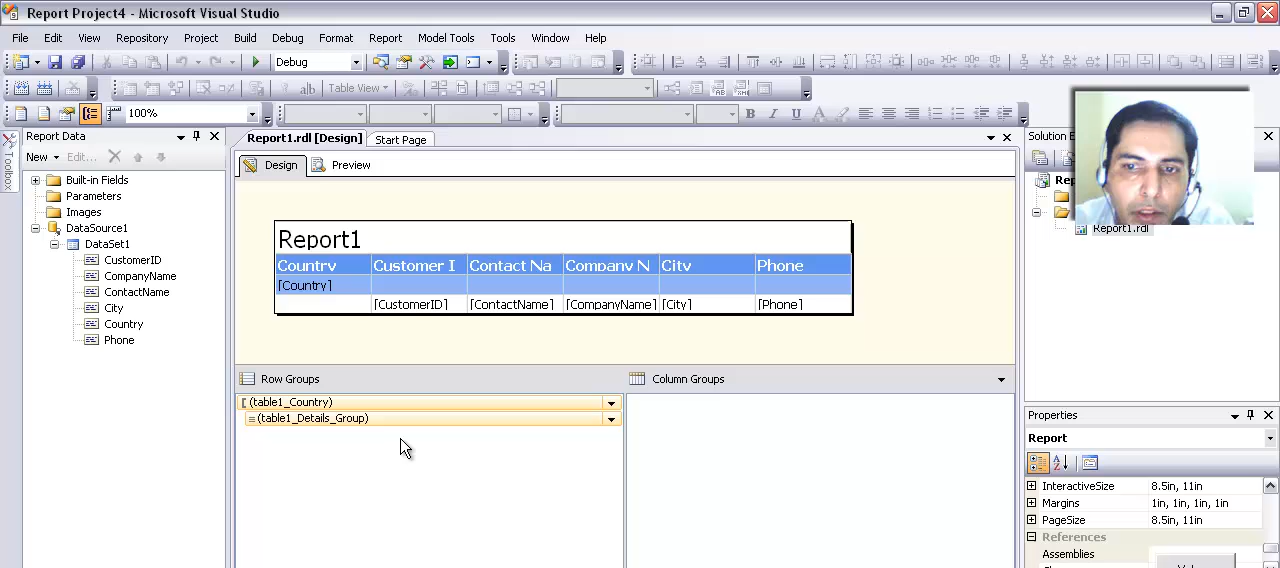 Report Project4 - Microsoft Visual Studio
File Edit View Repository Project Build Debug Format Report Model Tools Tools Window Help
Debug
ab| Table View
100% B I U A
Report Data
New Edit...
Built-in Fields
Parameters
Images
DataSource1
DataSet1
CustomerID
CompanyName
ContactName
City
Country
Phone
Toolbox
Report1.rdl [Design] Start Page
Design Preview
Report1
Country Customer I Contact Na Company N City Phone
[Country]
[CustomerID] [ContactName] [CompanyName] [City] [Phone]
Row Groups Column Groups
(table1_Country)
(table1_Details_Group)
Solution E
Rep
Report1.rdl
Properties
Report
InteractiveSize 8.5in, 11in
Margins 1in, 1in, 1in, 1in
PageSize 8.5in, 11in
References
Assemblies